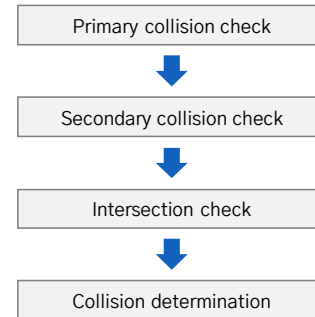 Primary collision check
Secondary collision check
Intersection check
Collision determination